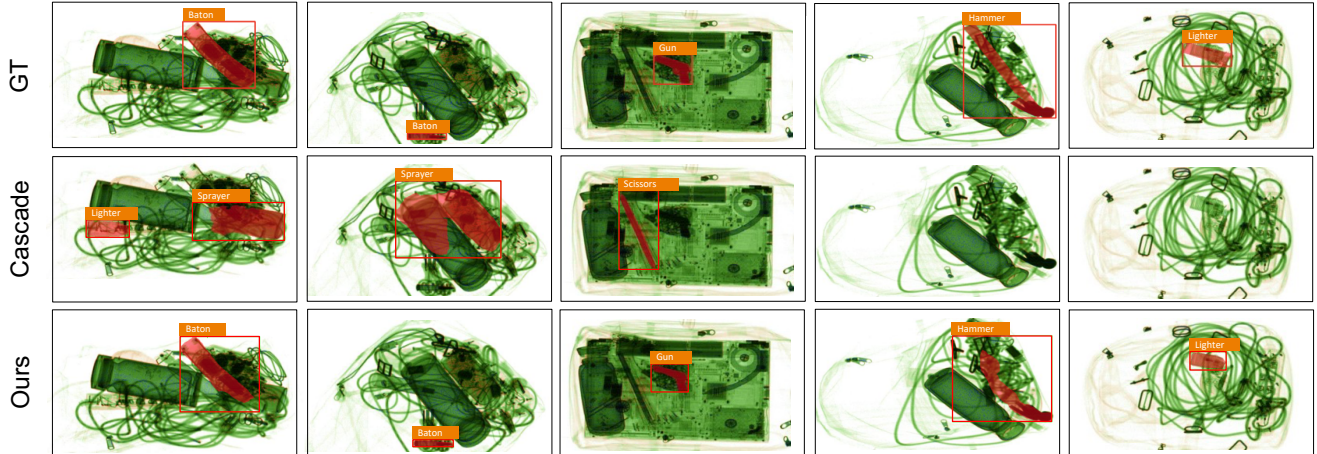 GT
Baton
Baton
Gun
Hammer
Lighter
Cascade
Lighter
Sprayer
Sprayer
Scissors
Ours
Baton
Baton
Gun
Hammer
Lighter